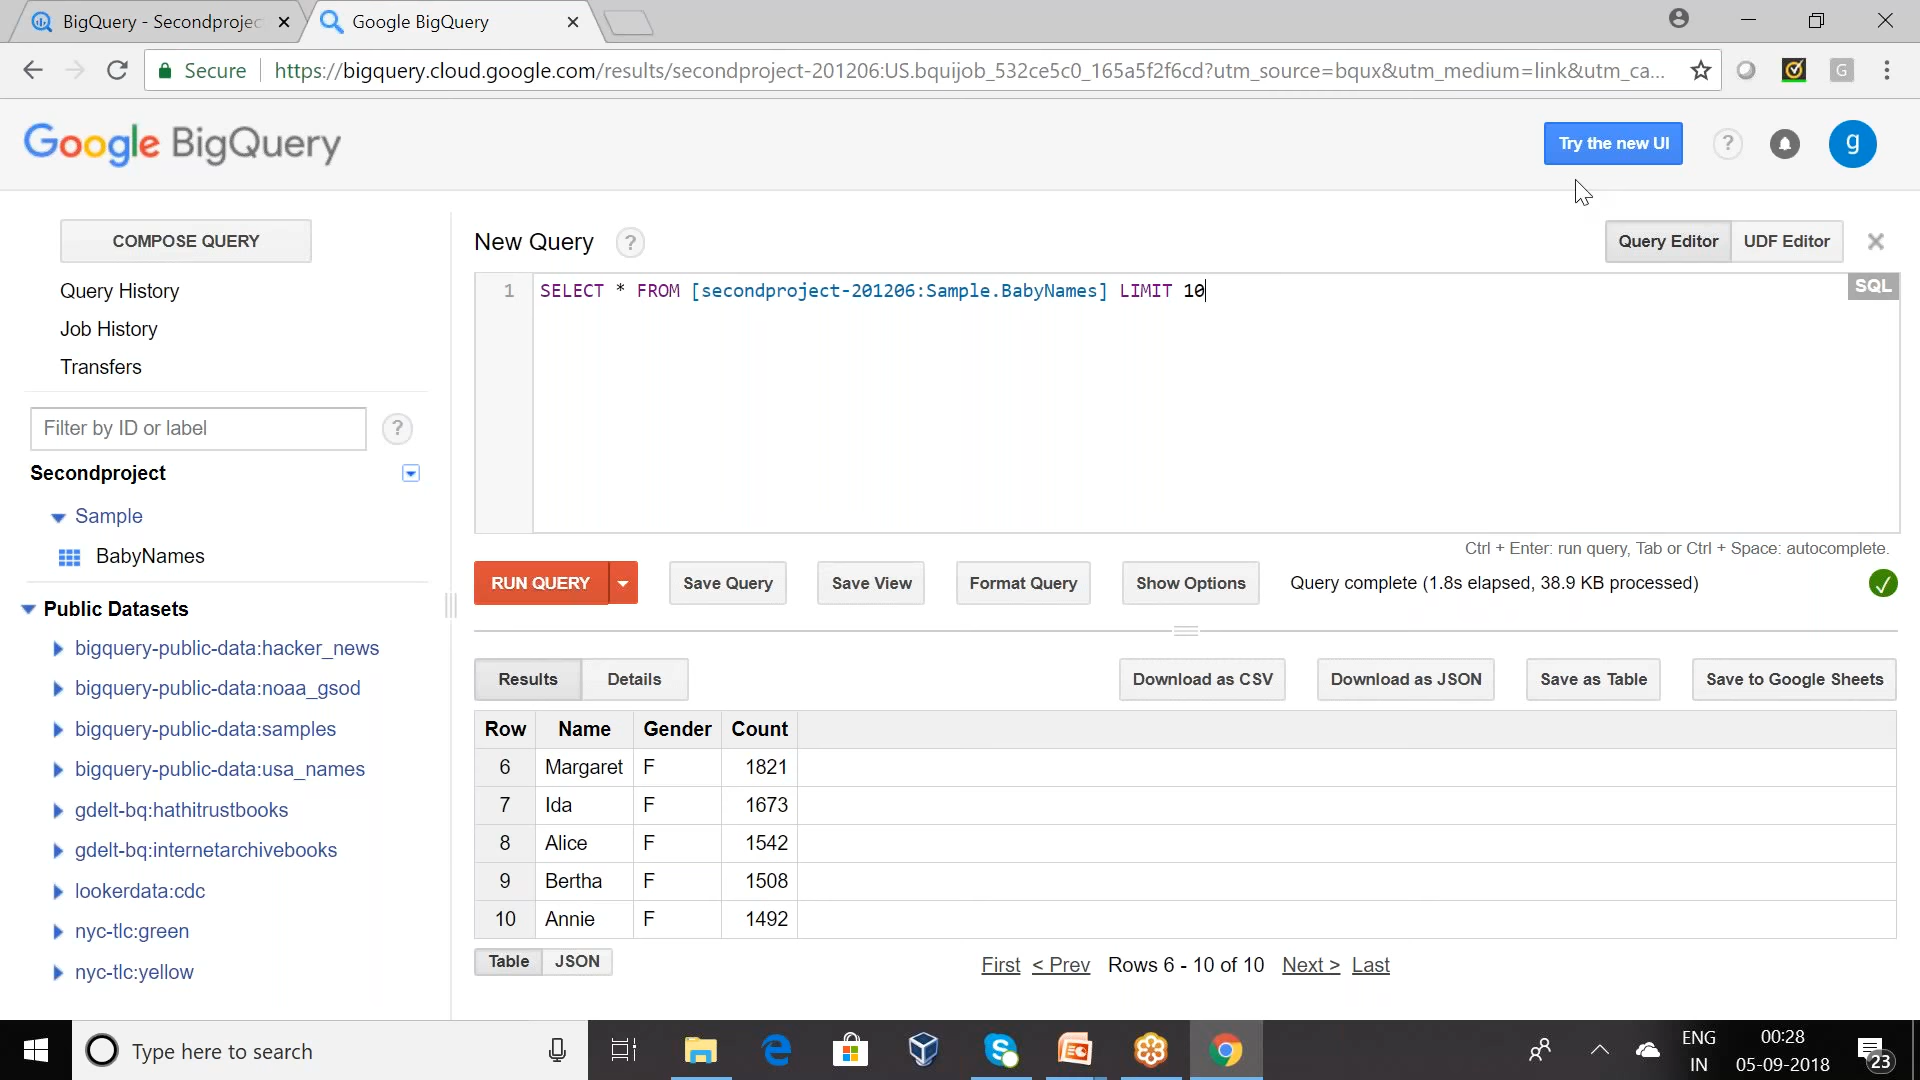 BigQuery - Secondprojec
Google BigQuery
Secure
https://bigquery.cloud.google.com/results/secondproject-201206:US.bquijob_532ce5c0_165a5f2f6cd?utm_source=bqux&utm_medium=link&utm_ca...
G
Google BigQuery
Try the new UI
?
g
COMPOSE QUERY
Query History
Job History
Transfers
Filter by ID or label
?
Secondproject
Sample
BabyNames
Public Datasets
bigquery-public-data:hacker_news
bigquery-public-data:noaa_gsod
bigquery-public-data:samples
bigquery-public-data:usa_names
gdelt-bq:hathitrustbooks
gdelt-bq:internetarchivebooks
lookerdata:cdc
nyc-tlc:green
nyc-tlc:yellow
New Query ?
Query Editor UDF Editor
1 SELECT * FROM [secondproject-201206:Sample.BabyNames] LIMIT 10
SQL
Ctrl + Enter: run query, Tab or Ctrl + Space: autocomplete.
RUN QUERY Save Query Save View Format Query Show Options Query complete (1.8s elapsed, 38.9 KB processed)
Results Details Download as CSV Download as JSON Save as Table Save to Google Sheets
Row Name Gender Count
6 Margaret F 1821
7 Ida F 1673
8 Alice F 1542
9 Bertha F 1508
10 Annie F 1492
Table JSON First < Prev Rows 6 - 10 of 10 Next > Last
Type here to search
ENG
IN
00:28
05-09-2018
23